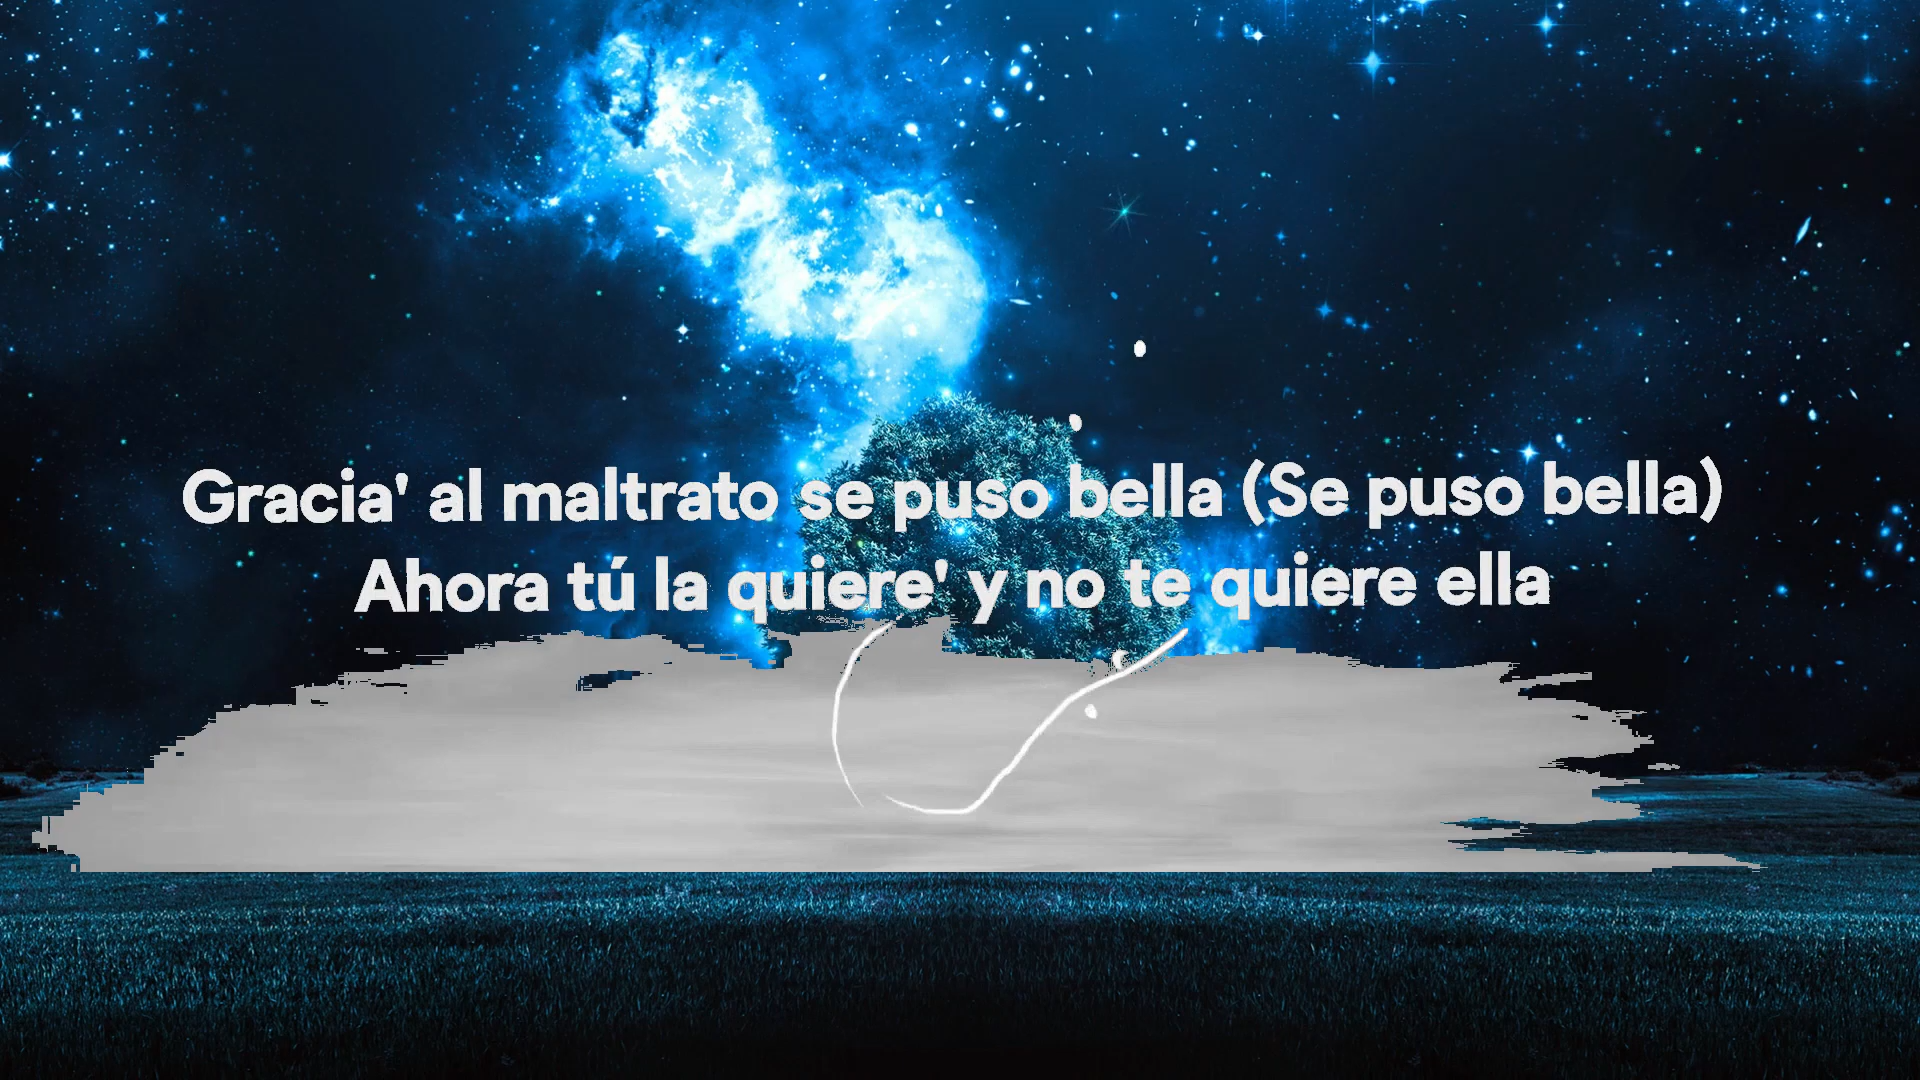 Gracia' al maltrato se puso bella (Se puso bella)
Ahora tú la quiere' y no te quiere ella